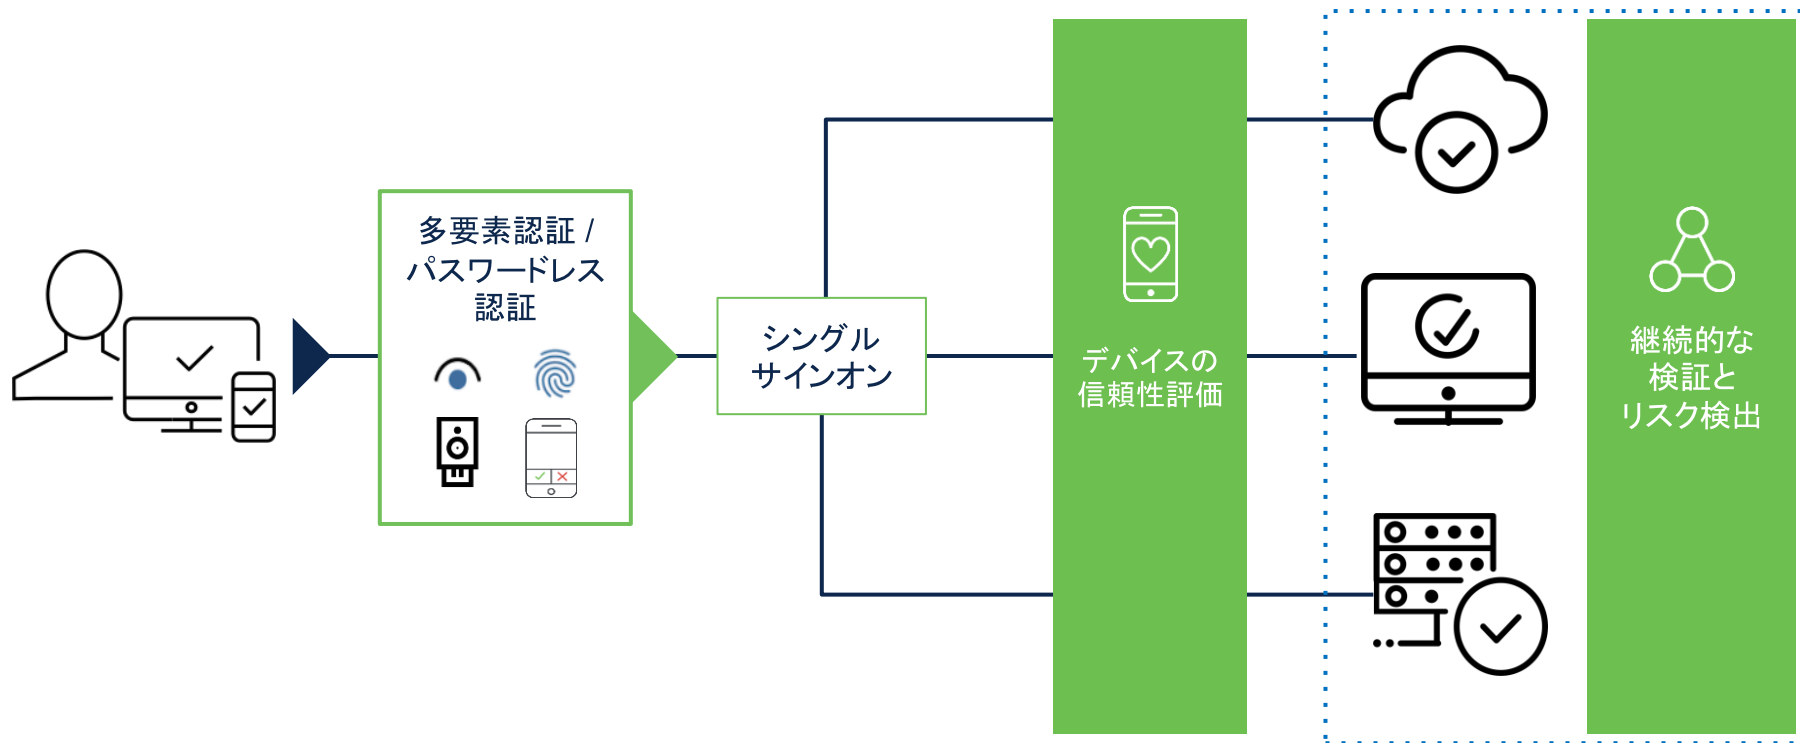 多要素認証 /
パスワードレス
認証
シングル
サインオン
デバイスの
信頼性評価
継続的な
検証と
リスク検出